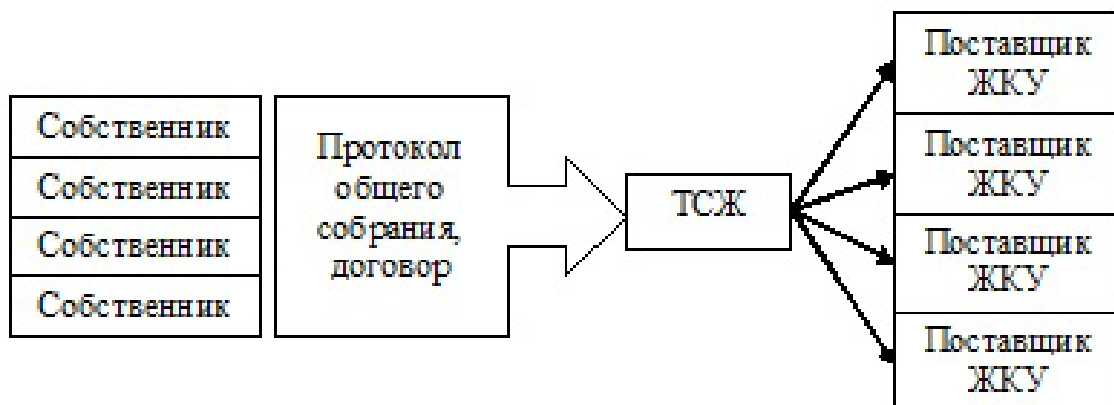 Собственник
Собственник
Собственник
Собственник
Протокол
общего
собрания,
договор
ТСЖ
Поставщик
ЖКУ
Поставщик
ЖКУ
Поставщик
ЖКУ
Поставщик
ЖКУ